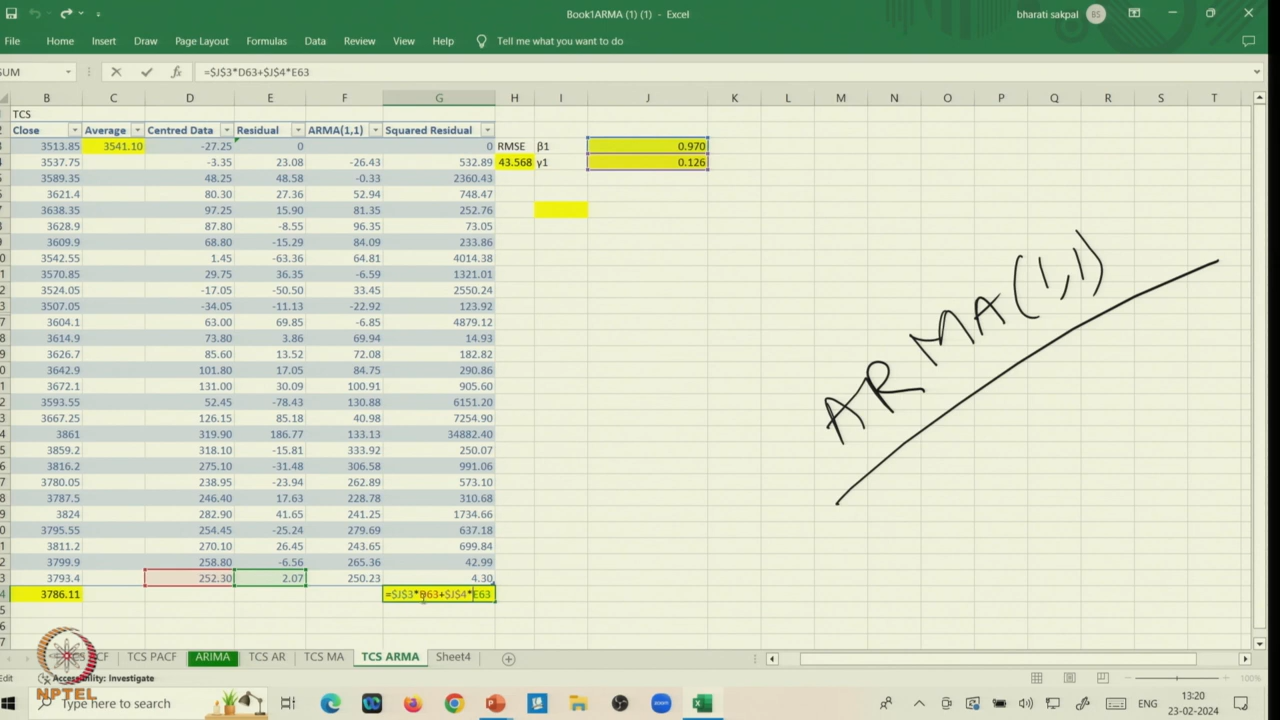 Book1ARMA (1) (1) - Excel
bharati sakpal BS
File Home Insert Draw Page Layout Formulas Data Review View Help Tell me what you want to do
SUM fx =$J$3*D63+$J$4*E63
B C D E F G H I J K L M N O P Q R S T
TCS
Close Average Centred Data Residual ARMA(1,1) Squared Residual
3513.85 3541.10 -27.25 0 0 RMSE β1 0.970
3537.75 -3.35 23.08 -26.43 532.89 43.568 γ1 0.126
3589.35 48.25 48.58 -0.33 2360.43
3621.4 80.30 27.36 52.94 748.47
3638.35 97.25 15.90 81.35 252.76
3628.9 87.80 -8.55 96.35 73.05
3609.9 68.80 -15.29 84.09 233.86
3542.55 1.45 -63.36 64.81 4014.38
3570.85 29.75 36.35 -6.59 1321.01
3524.05 -17.05 -50.50 33.45 2550.24
3507.05 -34.05 -11.13 -22.92 123.92
3604.1 63.00 69.85 -6.85 4879.12
3614.9 73.80 3.86 69.94 14.93
3626.7 85.60 13.52 72.08 182.82
3642.9 101.80 17.05 84.75 290.86
3672.1 131.00 30.09 100.91 905.60
3593.55 52.45 -78.43 130.88 6151.20
3667.25 126.15 85.18 40.98 7254.90
3861 319.90 186.77 133.13 34882.40
3859.2 318.10 -15.81 333.92 250.07
3816.2 275.10 -31.48 306.58 991.06
3780.05 238.95 -23.94 262.89 573.10
3787.5 246.40 17.63 228.78 310.68
3824 282.90 41.65 241.25 1734.66
3795.55 254.45 -25.24 279.69 637.18
3811.2 270.10 26.45 243.65 699.84
3799.9 258.80 -6.56 265.36 42.99
3793.4 252.30 2.07 250.23 4.30
3786.11 =$J$3*D63+$J$4*E63
ARMA(1,1)
TCS PACF ARIMA TCS AR TCS MA TCS ARMA Sheet4
Accessibility: Investigate 100%
NPTEL
Type here to search
ENG
13:20
23-02-2024